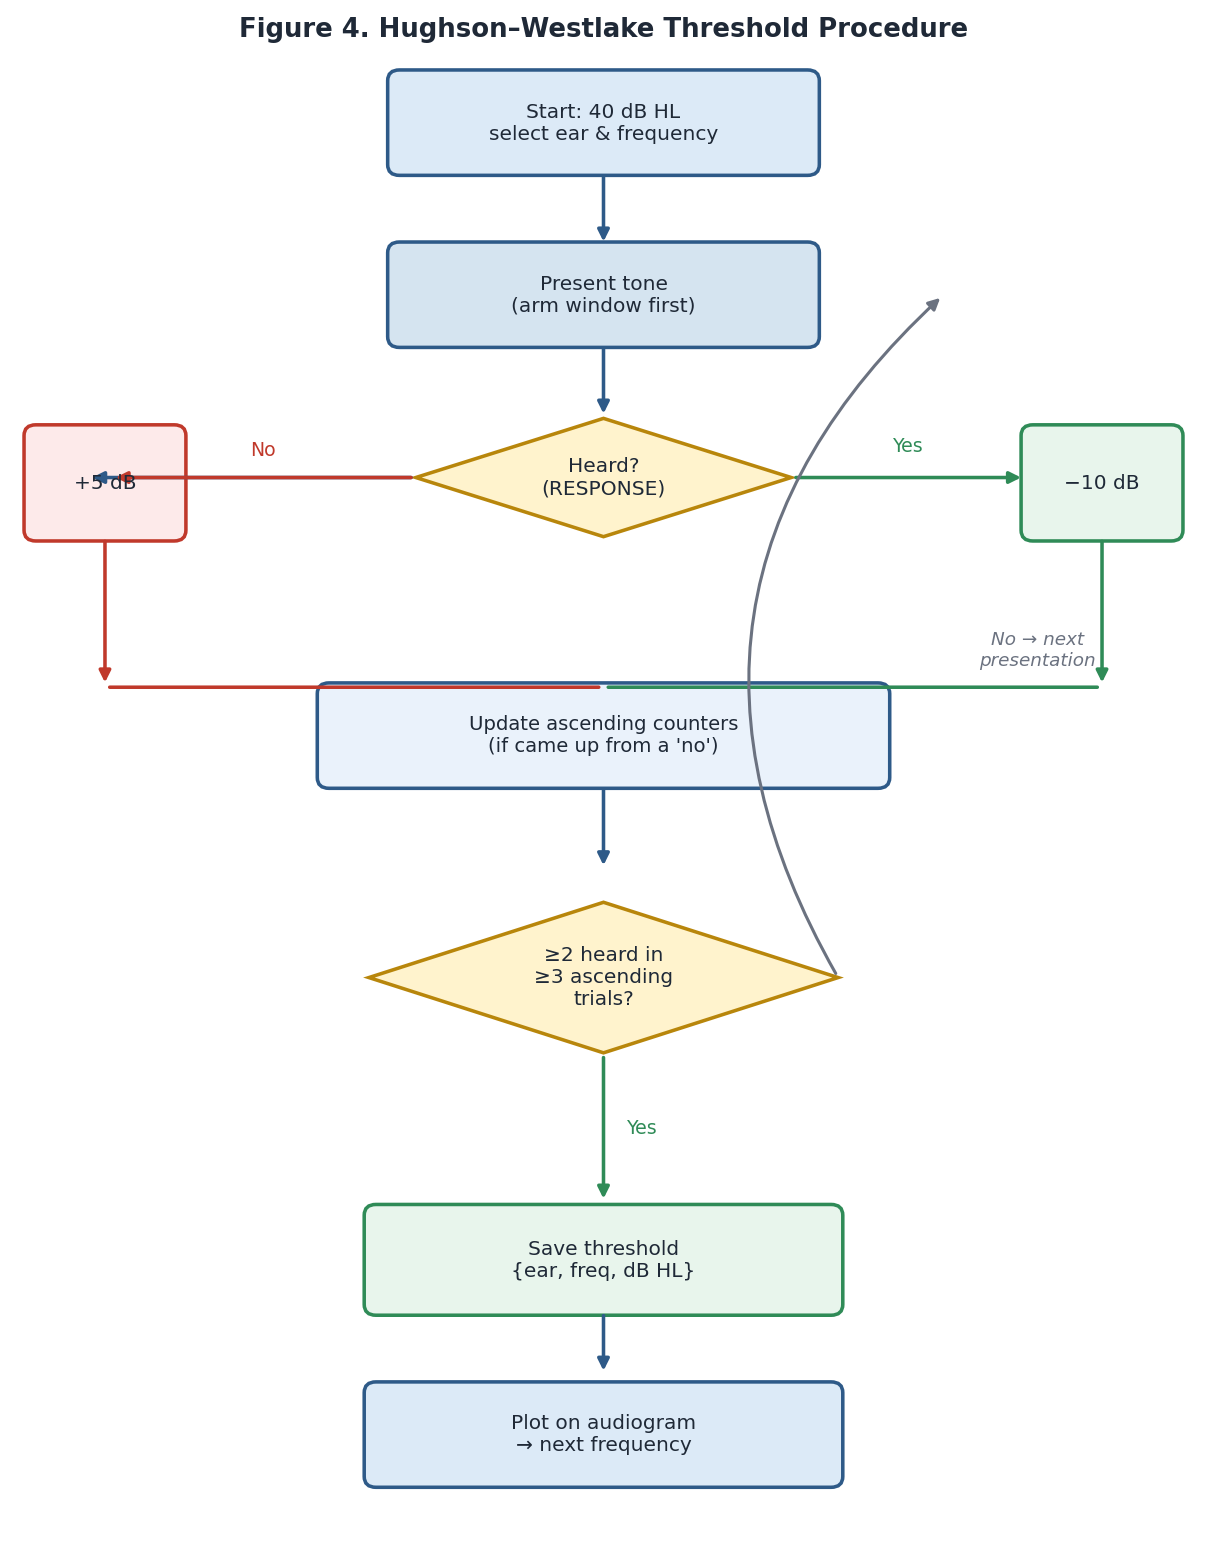 Figure 4. Hughson–Westlake Threshold Procedure
Start: 40 dB HL
select ear & frequency
Present tone
(arm window first)
No
Heard?
(RESPONSE)
Yes
+5 dB
−10 dB
No → next
presentation
Update ascending counters
(if came up from a 'no')
≥2 heard in
≥3 ascending
trials?
Yes
Save threshold
{ear, freq, dB HL}
Plot on audiogram
→ next frequency